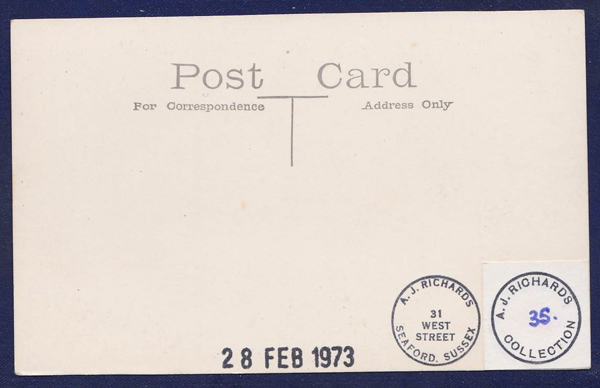 Post Card
For Correspondence Address Only
A. J. RICHARDS
31
WEST
STREET
SEAFORD, SUSSEX
A. J. RICHARDS
35.
COLLECTION
28 FEB 1973